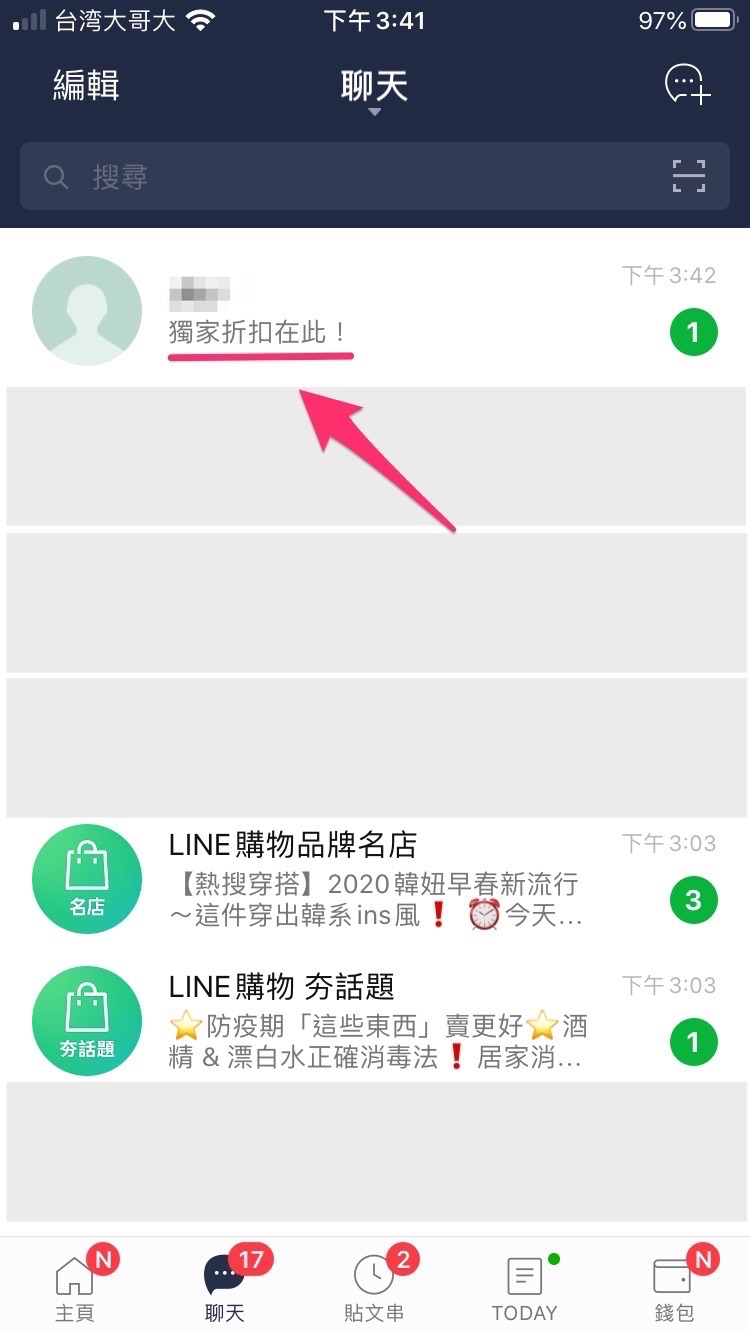 台湾大哥大
下午3:41
97%
編輯
聊天
搜尋
下午 3:42
獨家折扣在此！
1
LINE購物品牌名店
下午 3:03
【熱搜穿搭】2020韓妞早春新流行
～這件穿出韓系ins風❗ ⏰今天...
3
名店
LINE購物 夯話題
下午 3:03
⭐防疫期「這些東西」賣更好⭐酒
精 & 漂白水正確消毒法❗居家消...
1
夯話題
N
17
2
N
主頁
聊天
貼文串
TODAY
錢包